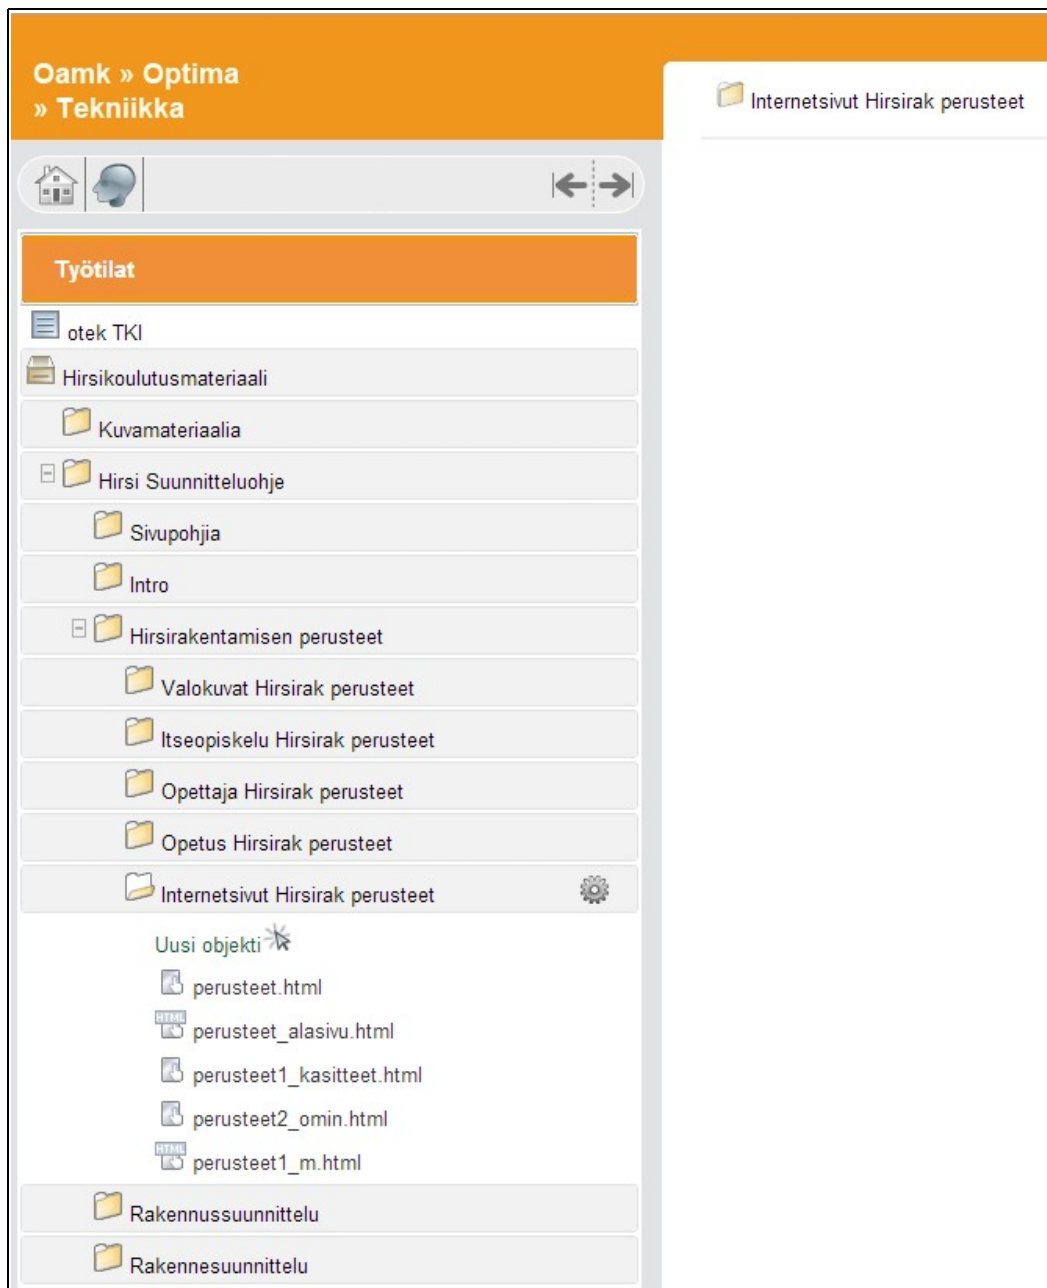 Oamk » Optima
» Tekniikka
Internetsivut Hirsirak perusteet
Työtilat
otek TKI
Hirsikoulutusmateriaali
Kuvamateriaalia
Hirsi Suunnitteluohje
Sivupohjia
Intro
Hirsirakentamisen perusteet
Valokuvat Hirsirak perusteet
Itseopiskelu Hirsirak perusteet
Opettaja Hirsirak perusteet
Opetus Hirsirak perusteet
Internetsivut Hirsirak perusteet
Uusi objekti
perusteet.html
HTML perusteet_alasivu.html
perusteet1_kasitteet.html
perusteet2_omin.html
HTML perusteet1_m.html
Rakennussuunnittelu
Rakennesuunnittelu